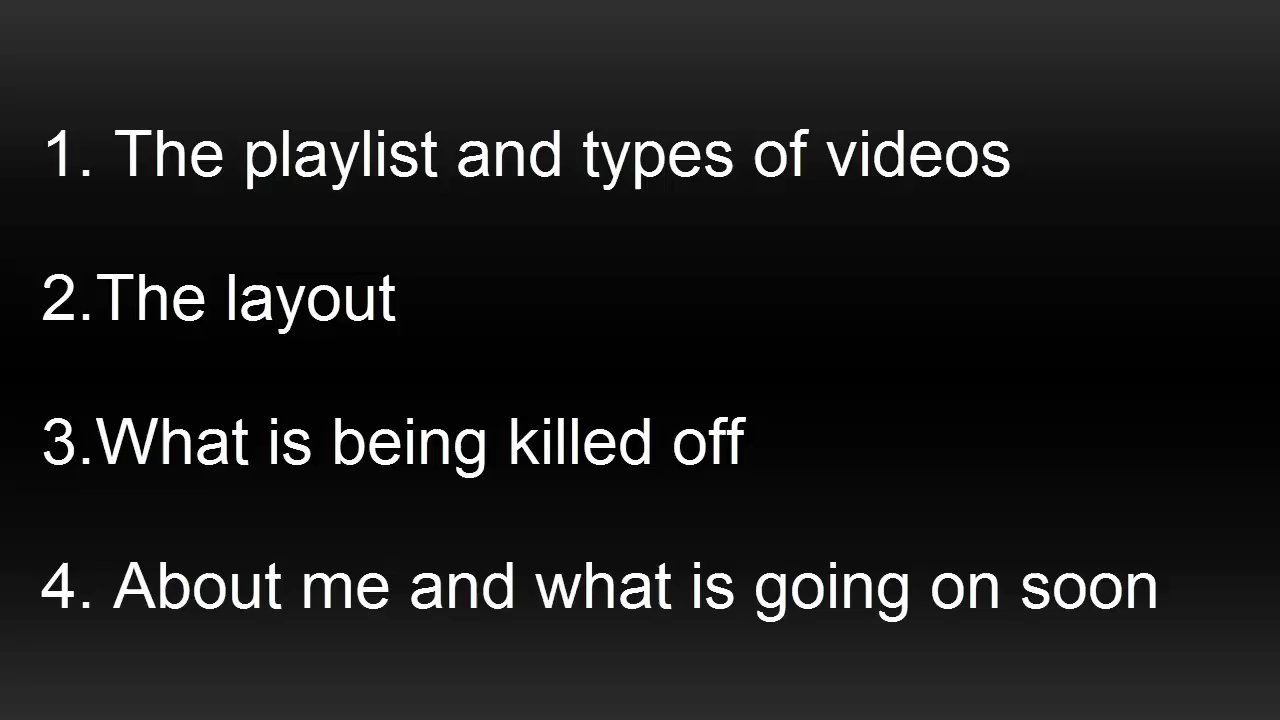 1. The playlist and types of videos
2.The layout
3.What is being killed off
4. About me and what is going on soon